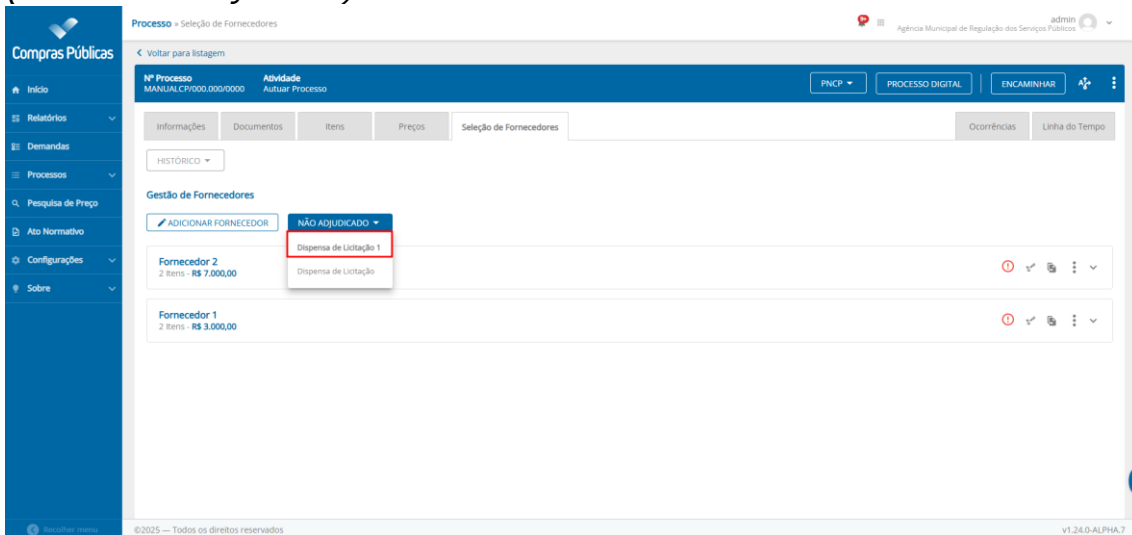 Compras Públicas
Início
Relatórios
Demandas
Processos
Pesquisa de Preço
Ato Normativo
Configurações
Sobre
Recolher menu
Processo » Seleção de Fornecedores
admin
Agência Municipal de Regulação dos Serviços Públicos
Voltar para listagem
Nº Processo
MANUALCP/000.000/0000
Atividade
Autuar Processo
PNCP
PROCESSO DIGITAL
ENCAMINHAR
Informações
Documentos
Itens
Preços
Seleção de Fornecedores
Ocorrências
Linha do Tempo
HISTÓRICO
Gestão de Fornecedores
ADICIONAR FORNECEDOR
NÃO ADJUDICADO
Dispensa de Licitação 1
Dispensa de Licitação
Fornecedor 2
2 Itens - R$ 7.000,00
Fornecedor 1
2 Itens - R$ 3.000,00
©2025 — Todos os direitos reservados
v1.24.0-ALPHA.7